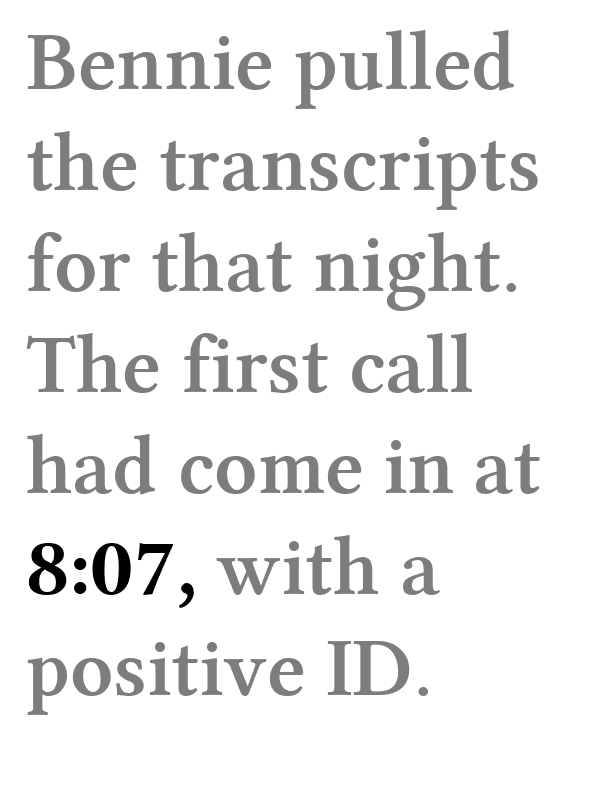 Bennie pulled
the transcripts
for that night.
The first call
had come in at
8:07, with a
positive ID.